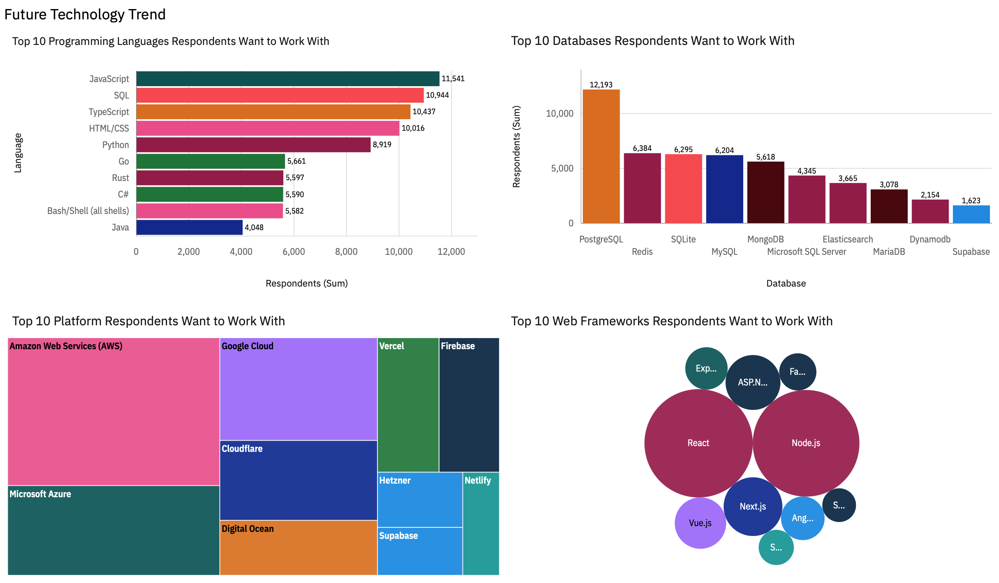 Future Technology Trend
Top 10 Programming Languages Respondents Want to Work With
Language
JavaScript 11,541
SQL 10,944
TypeScript 10,437
HTML/CSS 10,016
Python 8,919
Go 5,661
Rust 5,597
C# 5,590
Bash/Shell (all shells) 5,582
Java 4,048
0 2,000 4,000 6,000 8,000 10,000 12,000
Respondents (Sum)
Top 10 Databases Respondents Want to Work With
Respondents (Sum)
10,000
5,000
0
12,193
6,384
6,295
6,204
5,618
4,345
3,665
3,078
2,154
1,623
PostgreSQL SQLite MongoDB Elasticsearch Dynamodb
Redis MySQL Microsoft SQL Server MariaDB Supabase
Database
Top 10 Platform Respondents Want to Work With
Amazon Web Services (AWS)
Microsoft Azure
Google Cloud
Cloudflare
Digital Ocean
Vercel
Firebase
Hetzner
Netlify
Supabase
Top 10 Web Frameworks Respondents Want to Work With
Exp...
ASP.N...
Fa...
React
Node.js
Next.js
Vue.js
Ang...
S...
S...